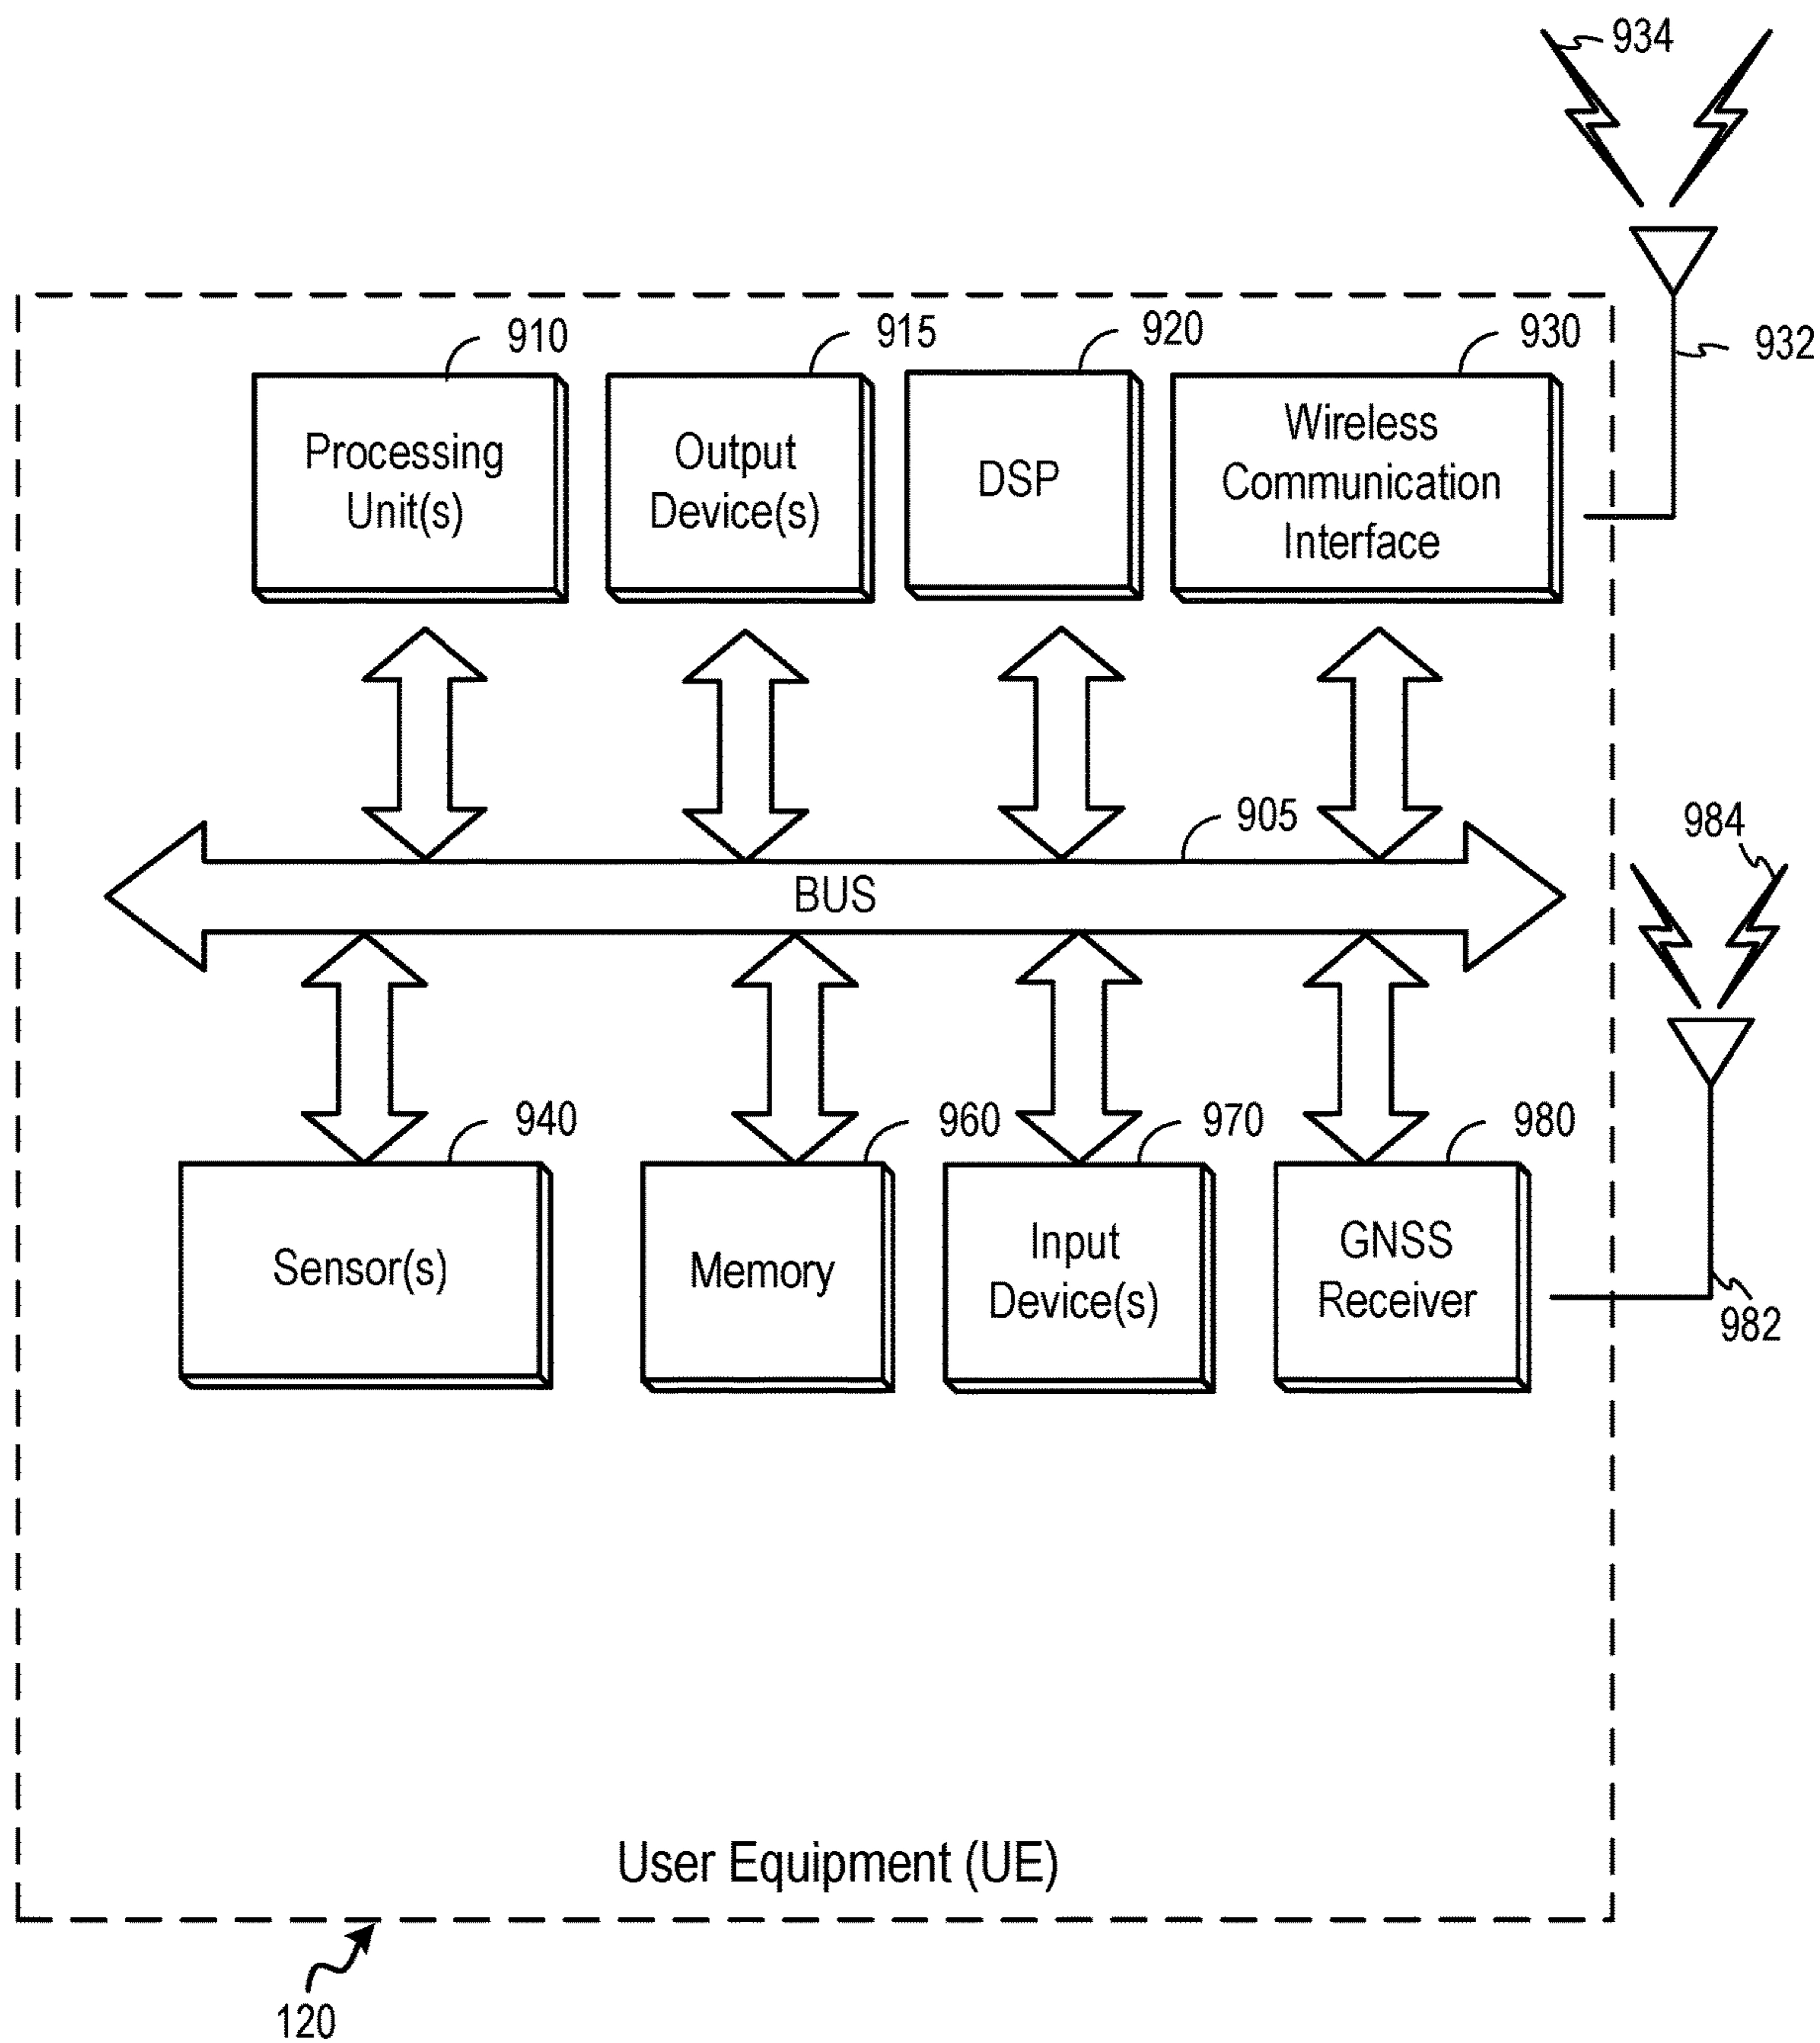 934
932
910
915
920
930
Processing
Unit(s)
Output
Device(s)
DSP
Wireless
Communication
Interface
905
BUS
984
982
940
960
970
980
Sensor(s)
Memory
Input
Device(s)
GNSS
Receiver
User Equipment (UE)
120